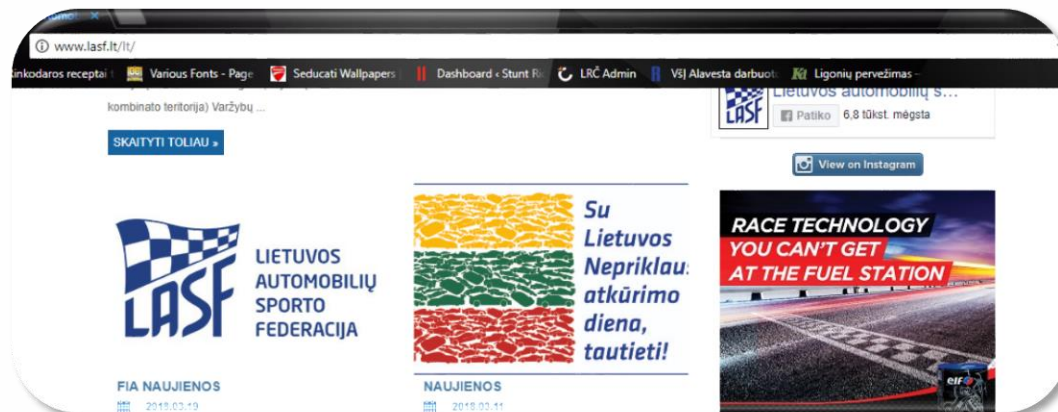 www.lasf.lt/lt/
Various Fonts - Page
Seducati Wallpapers
Dashboard ‹ Stunt Ri
LRČ Admin
VšĮ Alavesta darbuot
Ligonių pervežimas –
kombinato teritorija) Varžybų ...
SKAITYTI TOLIAU »
Lietuvos automobilių s...
LASF
Patiko 6,8 tūkst. mėgsta
View on Instagram
LASF
LIETUVOS
AUTOMOBILIŲ
SPORTO
FEDERACIJA
Su
Lietuvos
Nepriklau
atkūrimo
diena,
tautieti!
RACE TECHNOLOGY
YOU CAN'T GET
AT THE FUEL STATION
elf
FIA NAUJIENOS
2018.03.19
NAUJIENOS
2018.03.11